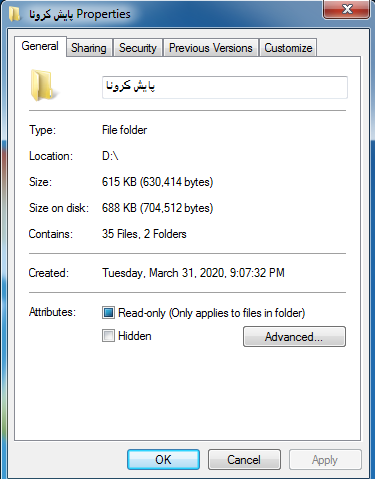 پایش کرونا Properties
General Sharing Security Previous Versions Customize
پایش کرونا
Type: File folder
Location: D:\
Size: 615 KB (630,414 bytes)
Size on disk: 688 KB (704,512 bytes)
Contains: 35 Files, 2 Folders
Created: Tuesday, March 31, 2020, 9:07:32 PM
Attributes: Read-only (Only applies to files in folder)
Hidden Advanced...
OK Cancel Apply